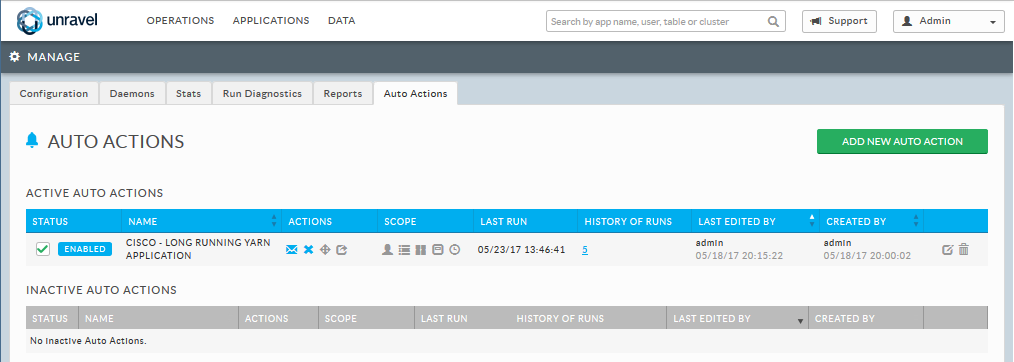 unravel OPERATIONS APPLICATIONS DATA Search by app name, user, table or cluster Support Admin
MANAGE
Configuration Daemons Stats Run Diagnostics Reports Auto Actions
AUTO ACTIONS ADD NEW AUTO ACTION
ACTIVE AUTO ACTIONS
STATUS NAME ACTIONS SCOPE LAST RUN HISTORY OF RUNS LAST EDITED BY CREATED BY
ENABLED CISCO - LONG RUNNING YARN APPLICATION 05/23/17 13:46:41 5 admin 05/18/17 20:15:22 admin 05/18/17 20:00:02
INACTIVE AUTO ACTIONS
STATUS NAME ACTIONS SCOPE LAST RUN HISTORY OF RUNS LAST EDITED BY CREATED BY
No Inactive Auto Actions.